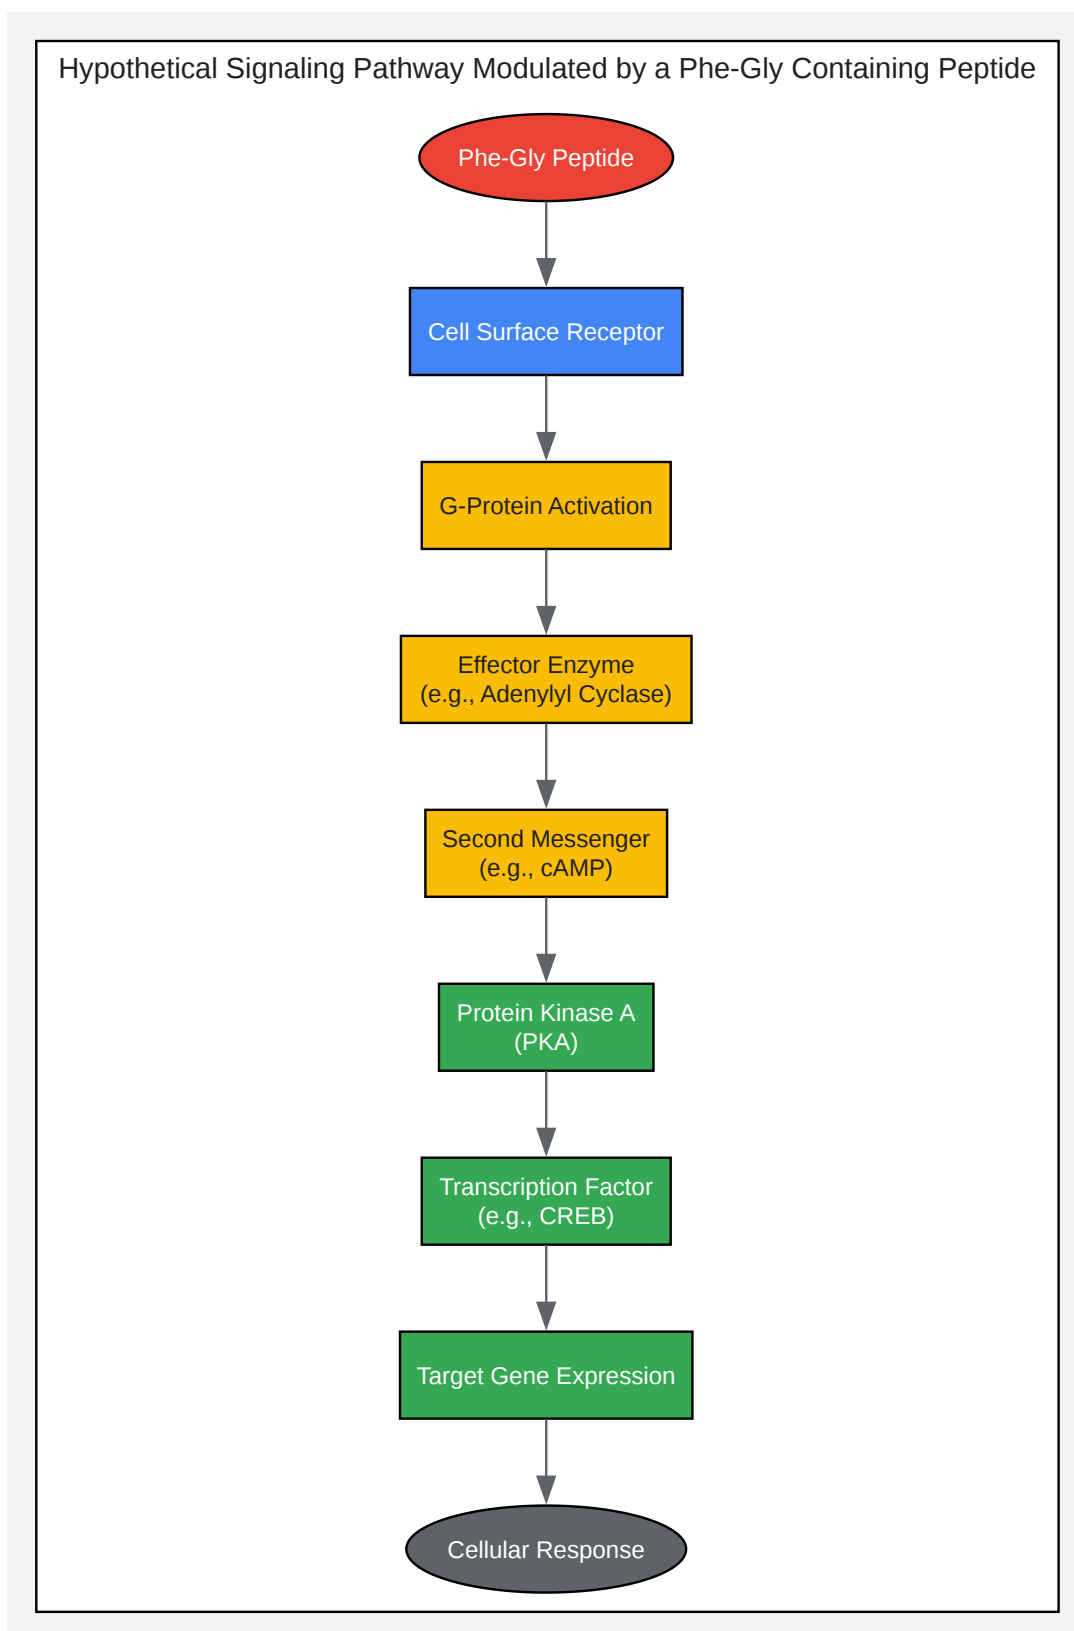 Hypothetical Signaling Pathway Modulated by a Phe-Gly Containing Peptide
Phe-Gly Peptide
Cell Surface Receptor
G-Protein Activation
Effector Enzyme
(e.g., Adenylyl Cyclase)
Second Messenger
(e.g., cAMP)
Protein Kinase A
(PKA)
Transcription Factor
(e.g., CREB)
Target Gene Expression
Cellular Response